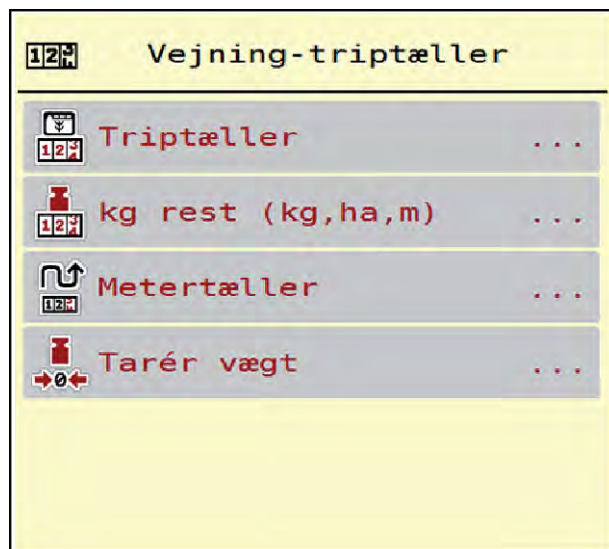 Vejning-triptæller
Triptæller ...
kg rest (kg,ha,m) ...
Metertæller ...
Tarér vægt ...